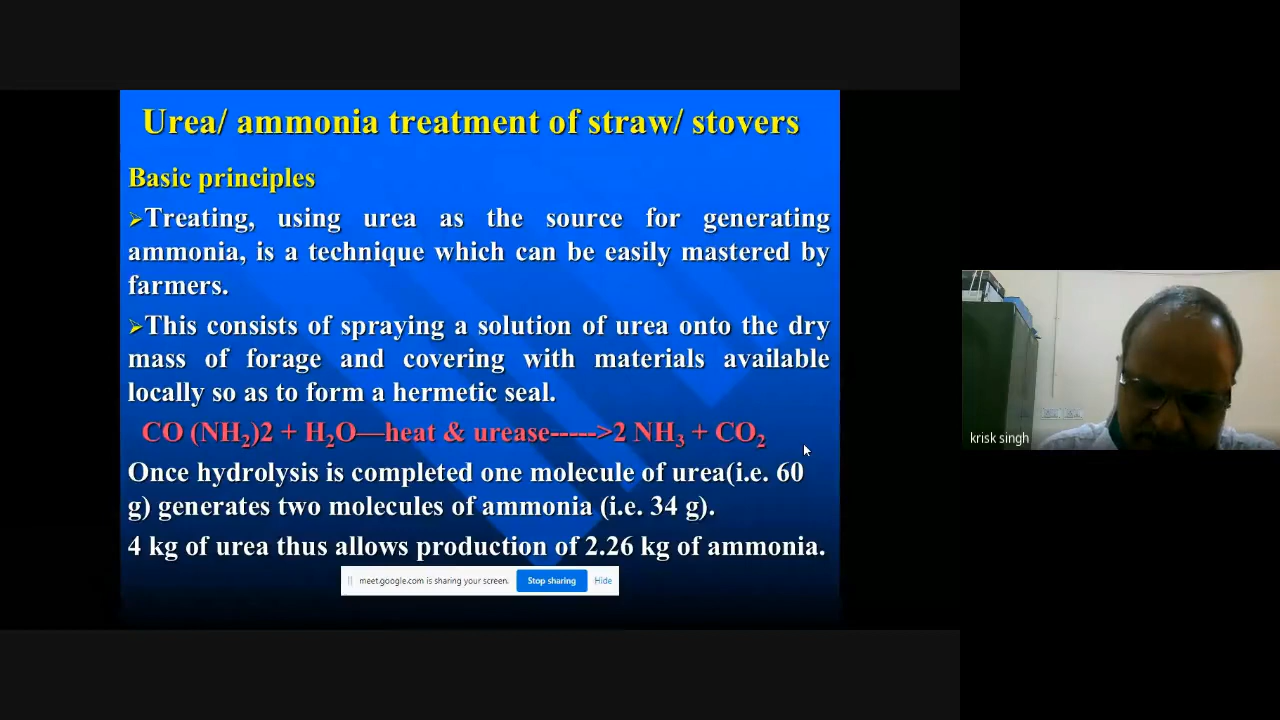 Urea/ ammonia treatment of straw/ stovers
Basic principles
➢Treating, using urea as the source for generating
ammonia, is a technique which can be easily mastered by
farmers.
➢This consists of spraying a solution of urea onto the dry
mass of forage and covering with materials available
locally so as to form a hermetic seal.
CO (NH2)2 + H2O—heat & urease----->2 NH3 + CO2
Once hydrolysis is completed one molecule of urea(i.e. 60
g) generates two molecules of ammonia (i.e. 34 g).
4 kg of urea thus allows production of 2.26 kg of ammonia.
meet.google.com is sharing your screen. Stop sharing Hide
krisk singh